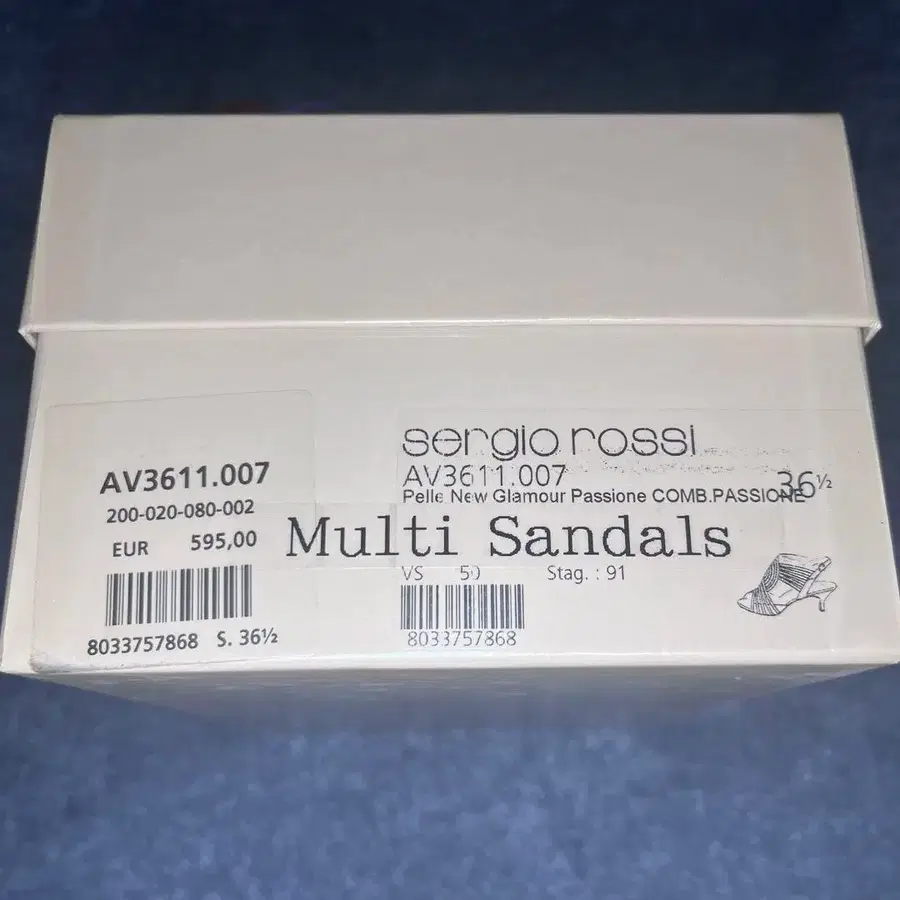 AV3611.007
200-020-080-002
EUR 595,00
8033757868 S. 36½
sergio rossi
AV3611.007
36½
Pelle New Glamour Passione COMB.PASSIONE
Multi Sandals
VS 50 Stag. : 91
8033757868